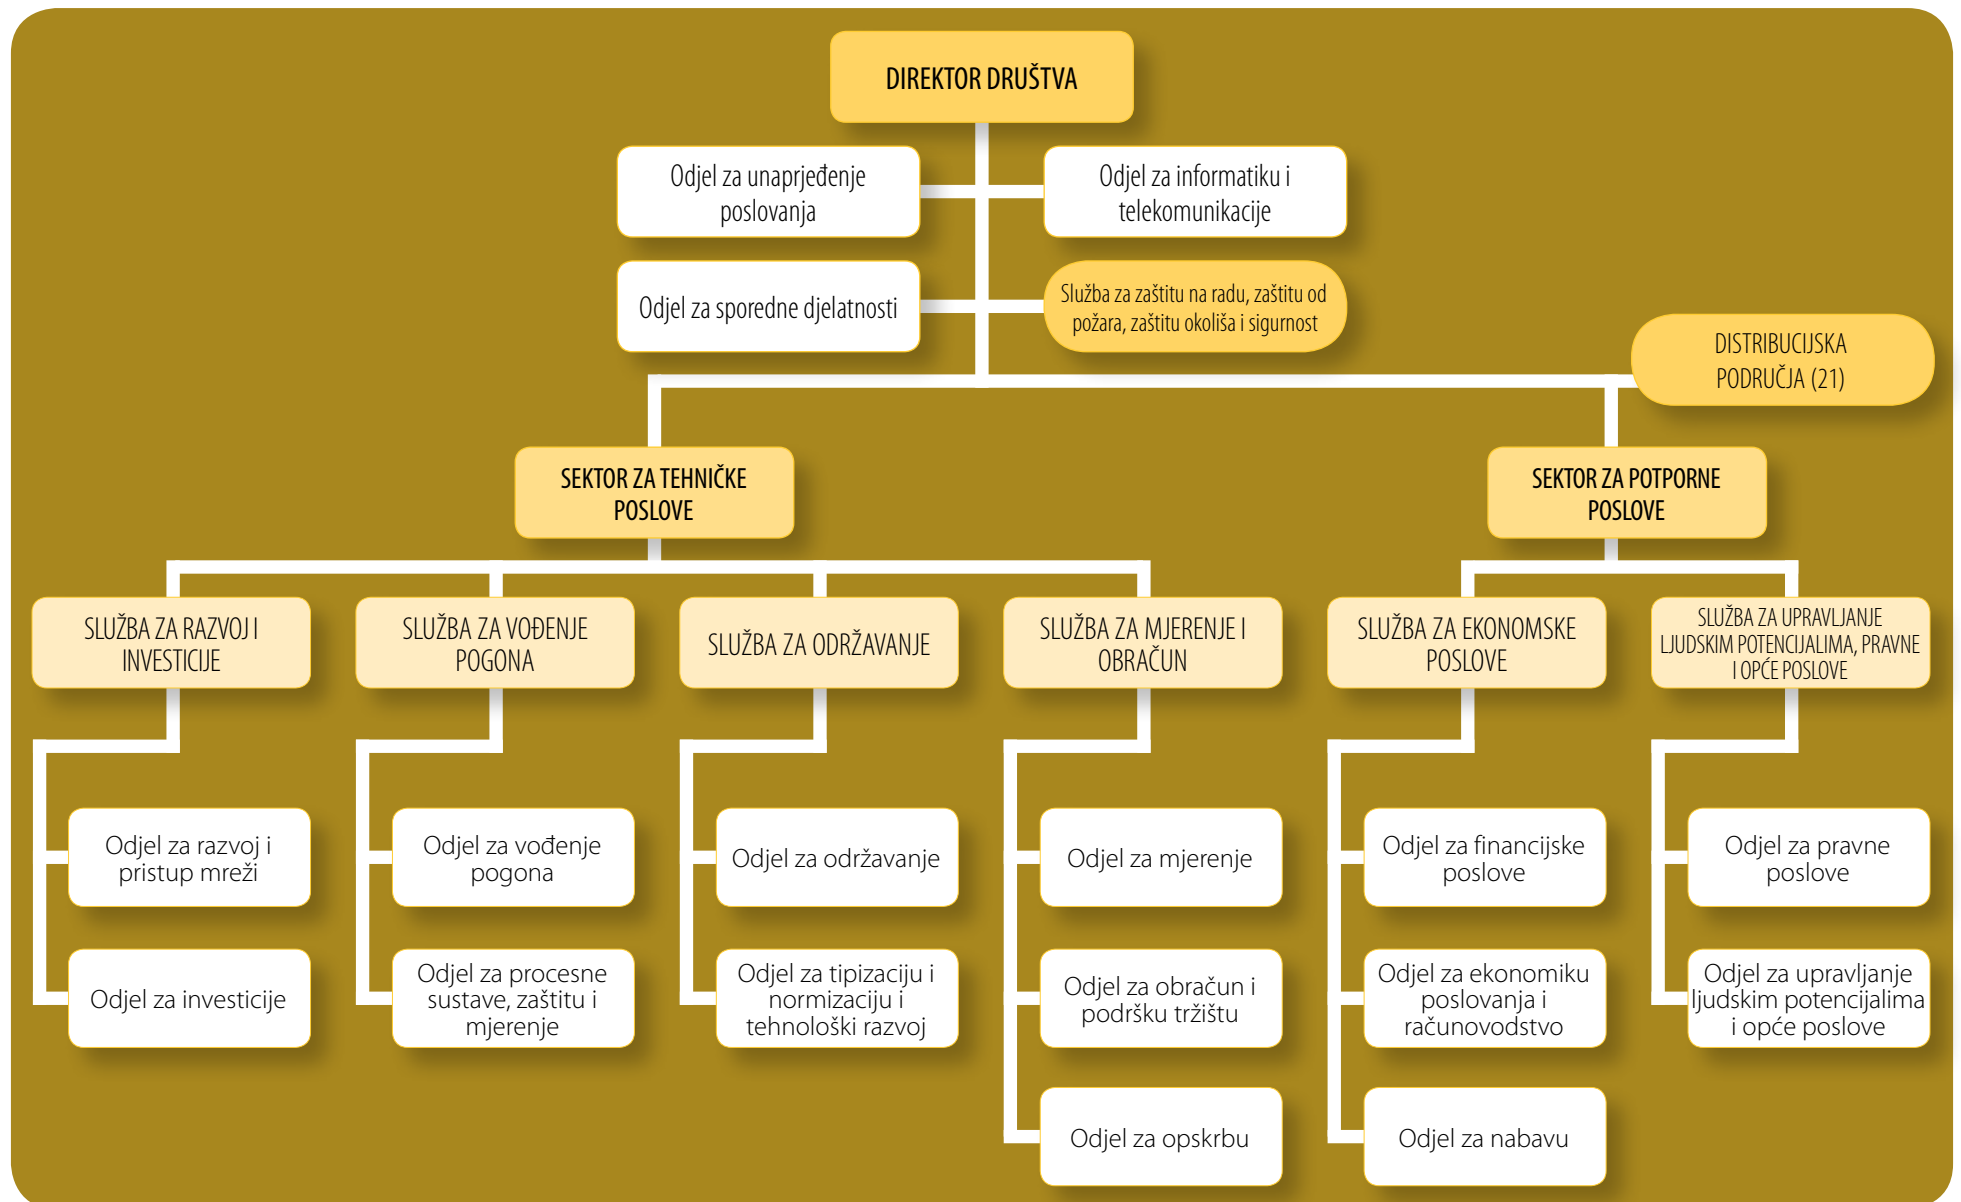 DIREKTOR DRUŠTVA
Odjel za unaprjeđenje
poslovanja
Odjel za informatiku i
telekomunikacije
Odjel za sporedne djelatnosti
Služba za zaštitu na radu, zaštitu od
požara, zaštitu okoliša i sigurnost
DISTRIBUCIJSKA
PODRUČJA (21)
SEKTOR ZA TEHNIČKE
POSLOVE
SEKTOR ZA POTPORNE
POSLOVE
SLUŽBA ZA RAZVOJ I
INVESTICIJE
SLUŽBA ZA VOĐENJE
POGONA
SLUŽBA ZA ODRŽAVANJE
SLUŽBA ZA MJERENJE I
OBRAČUN
SLUŽBA ZA EKONOMSKE
POSLOVE
SLUŽBA ZA UPRAVLJANJE
LJUDSKIM POTENCIJALIMA, PRAVNE
I OPĆE POSLOVE
Odjel za razvoj i
pristup mreži
Odjel za vođenje
pogona
Odjel za održavanje
Odjel za mjerenje
Odjel za financijske
poslove
Odjel za pravne
poslove
Odjel za investicije
Odjel za procesne
sustave, zaštitu i
mjerenje
Odjel za tipizaciju i
normizaciju i
tehnološki razvoj
Odjel za obračun i
podršku tržištu
Odjel za ekonomiku
poslovanja i
računovodstvo
Odjel za upravljanje
ljudskim potencijalima
i opće poslove
Odjel za opskrbu
Odjel za nabavu